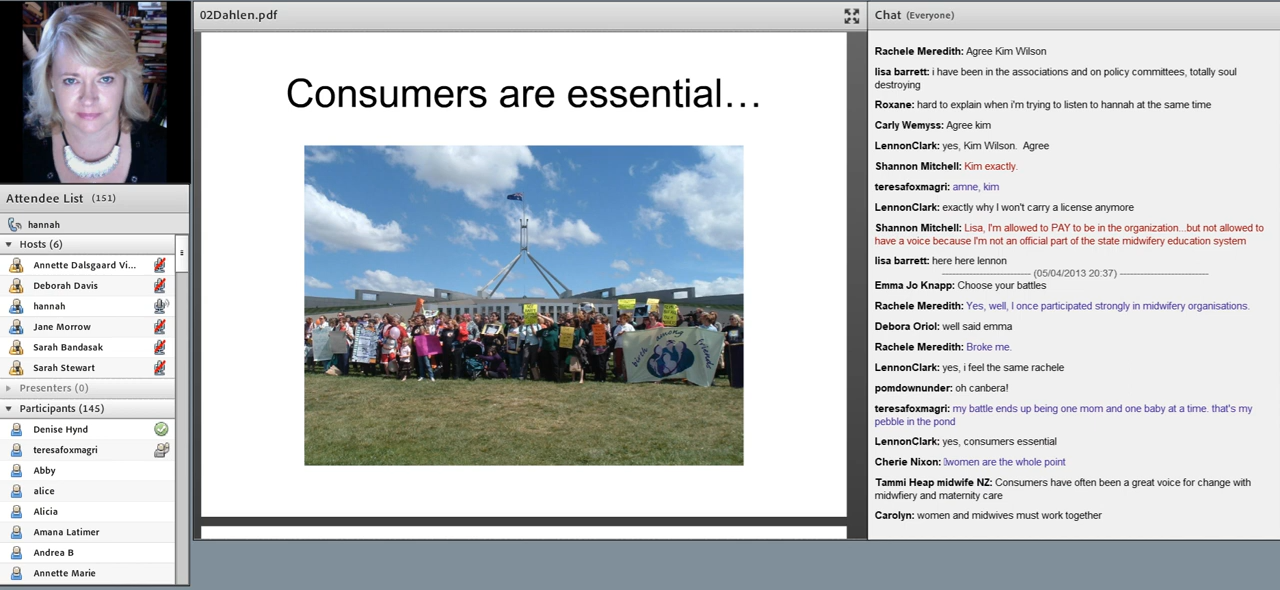 02Dahlen.pdf
Consumers are essential…
birth among
friends
Attendee List (151)
hannah
Hosts (6)
Annette Dalsgaard Vi...
Deborah Davis
hannah
Jane Morrow
Sarah Bandasak
Sarah Stewart
Presenters (0)
Participants (145)
Denise Hynd
teresafoxmagri
Abby
alice
Alicia
Amana Latimer
Andrea B
Annette Marie
Chat (Everyone)
Rachele Meredith: Agree Kim Wilson
lisa barrett: i have been in the associations and on policy committees, totally soul
destroying
Roxane: hard to explain when i'm trying to listen to hannah at the same time
Carly Wemyss: Agree kim
LennonClark: yes, Kim Wilson. Agree
Shannon Mitchell: Kim exactly.
teresafoxmagri: amne, kim
LennonClark: exactly why I won't carry a license anymore
Shannon Mitchell: Lisa, I'm allowed to PAY to be in the organization...but not allowed to
have a voice because I'm not an official part of the state midwifery education system
lisa barrett: here here lennon
(05/04/2013 20:37)
Emma Jo Knapp: Choose your battles
Rachele Meredith: Yes, well, I once participated strongly in midwifery organisations.
Debora Oriol: well said emma
Rachele Meredith: Broke me.
LennonClark: yes, i feel the same rachele
pomdownunder: oh canbera!
teresafoxmagri: my battle ends up being one mom and one baby at a time. that's my
pebble in the pond
LennonClark: yes, consumers essential
Cherie Nixon: women are the whole point
Tammi Heap midwife NZ: Consumers have often been a great voice for change with
midwfiery and maternity care
Carolyn: women and midwives must work together